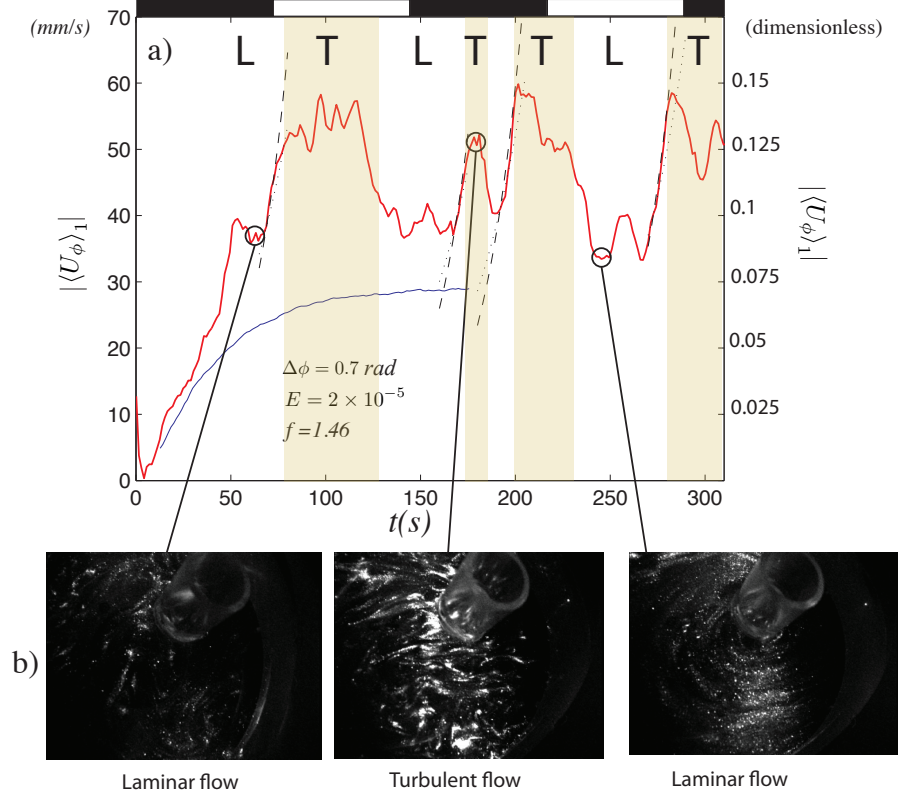 (mm/s)
(dimensionless)
a)
L T L T T L T
70
60
50
40
30
20
10
0
0.15
0.125
0.1
0.075
0.05
0.025
|⟨U_ϕ⟩₁|
|⟨U_ϕ⟩₁|
Δϕ = 0.7 rad
E = 2 × 10⁻⁵
f =1.46
0 50 100 150 200 250 300
t(s)
b)
Laminar flow Turbulent flow Laminar flow